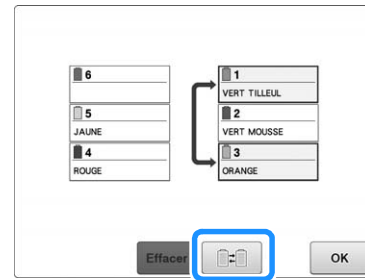 6
1
VERT TILLEUL
5
JAUNE
2
VERT MOUSSE
4
ROUGE
3
ORANGE
Effacer
OK